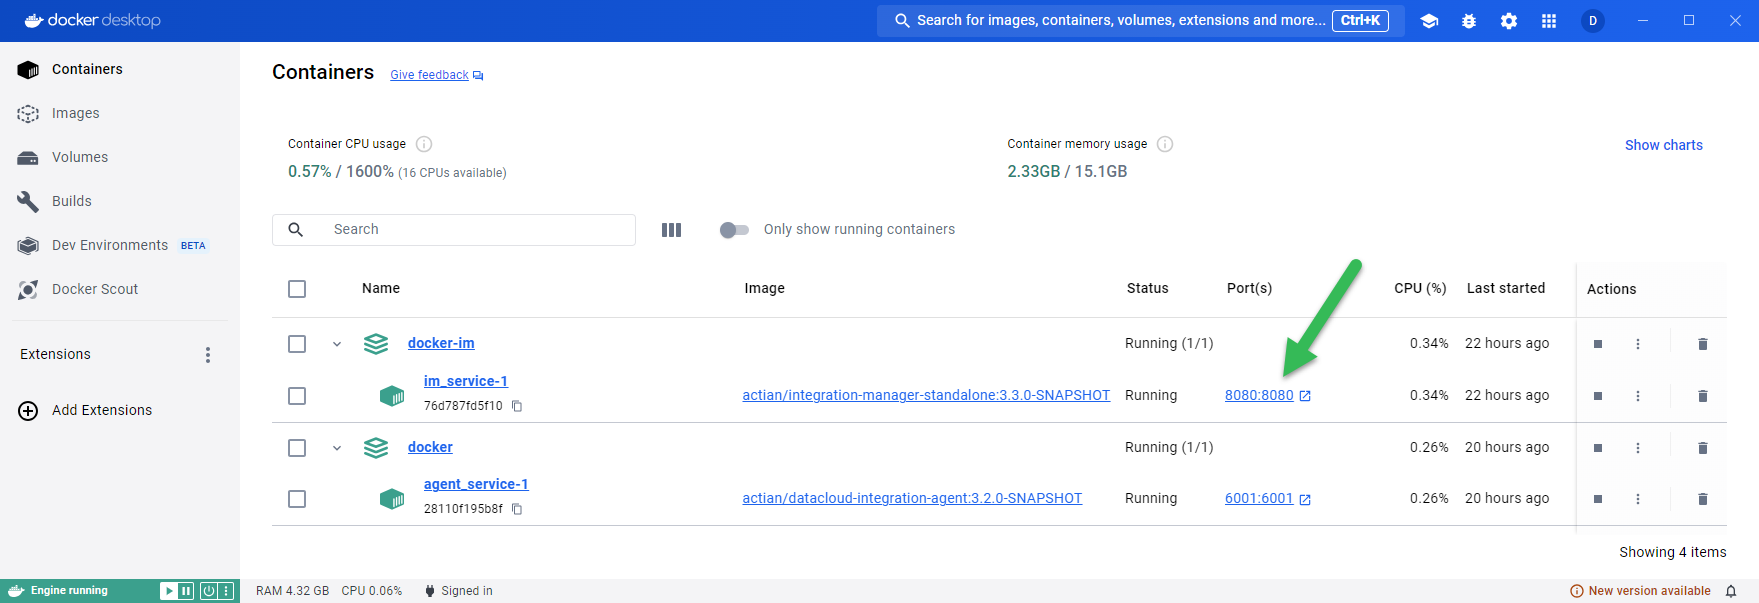 docker desktop
Search for images, containers, volumes, extensions and more... Ctrl+K
D
Containers
Images
Volumes
Builds
Dev Environments BETA
Docker Scout
Extensions
Add Extensions
Containers Give feedback
Container CPU usage
0.57% / 1600% (16 CPUs available)
Container memory usage
2.33GB / 15.1GB
Show charts
Search
Only show running containers
Name Image Status Port(s) CPU (%) Last started Actions
docker-im Running (1/1) 0.34% 22 hours ago
im_service-1
76d787fd5f10
actian/integration-manager-standalone:3.3.0-SNAPSHOT Running 8080:8080 0.34% 22 hours ago
docker Running (1/1) 0.26% 20 hours ago
agent_service-1
28110f195b8f
actian/datacloud-integration-agent:3.2.0-SNAPSHOT Running 6001:6001 0.26% 20 hours ago
Showing 4 items
Engine running
RAM 4.32 GB CPU 0.06% Signed in
New version available